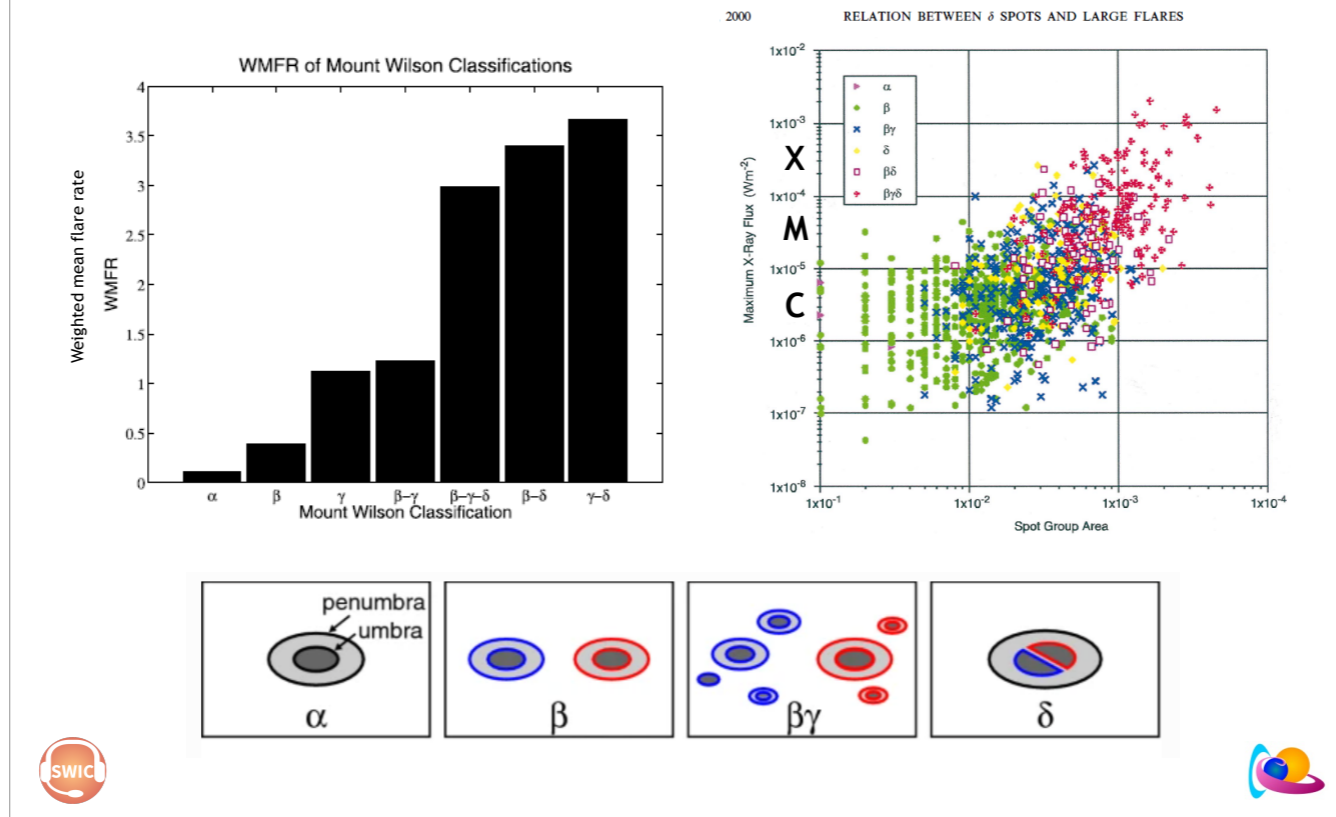 2000 RELATION BETWEEN δ SPOTS AND LARGE FLARES
WMFR of Mount Wilson Classifications
Weighted mean flare rate
WMFR
4
3.5
3
2.5
2
1.5
1
0.5
0
α β γ β–γ β–γ–δ β–δ γ–δ
Mount Wilson Classification
Maximum X-Ray Flux (Wm-2)
1x10-2
1x10-3
1x10-4
1x10-5
1x10-6
1x10-7
1x10-8
X
M
C
α
β
βγ
δ
βδ
βγδ
1x10-1 1x10-2 1x10-3 1x10-4
Spot Group Area
penumbra
umbra
α
β
βγ
δ
SWIC